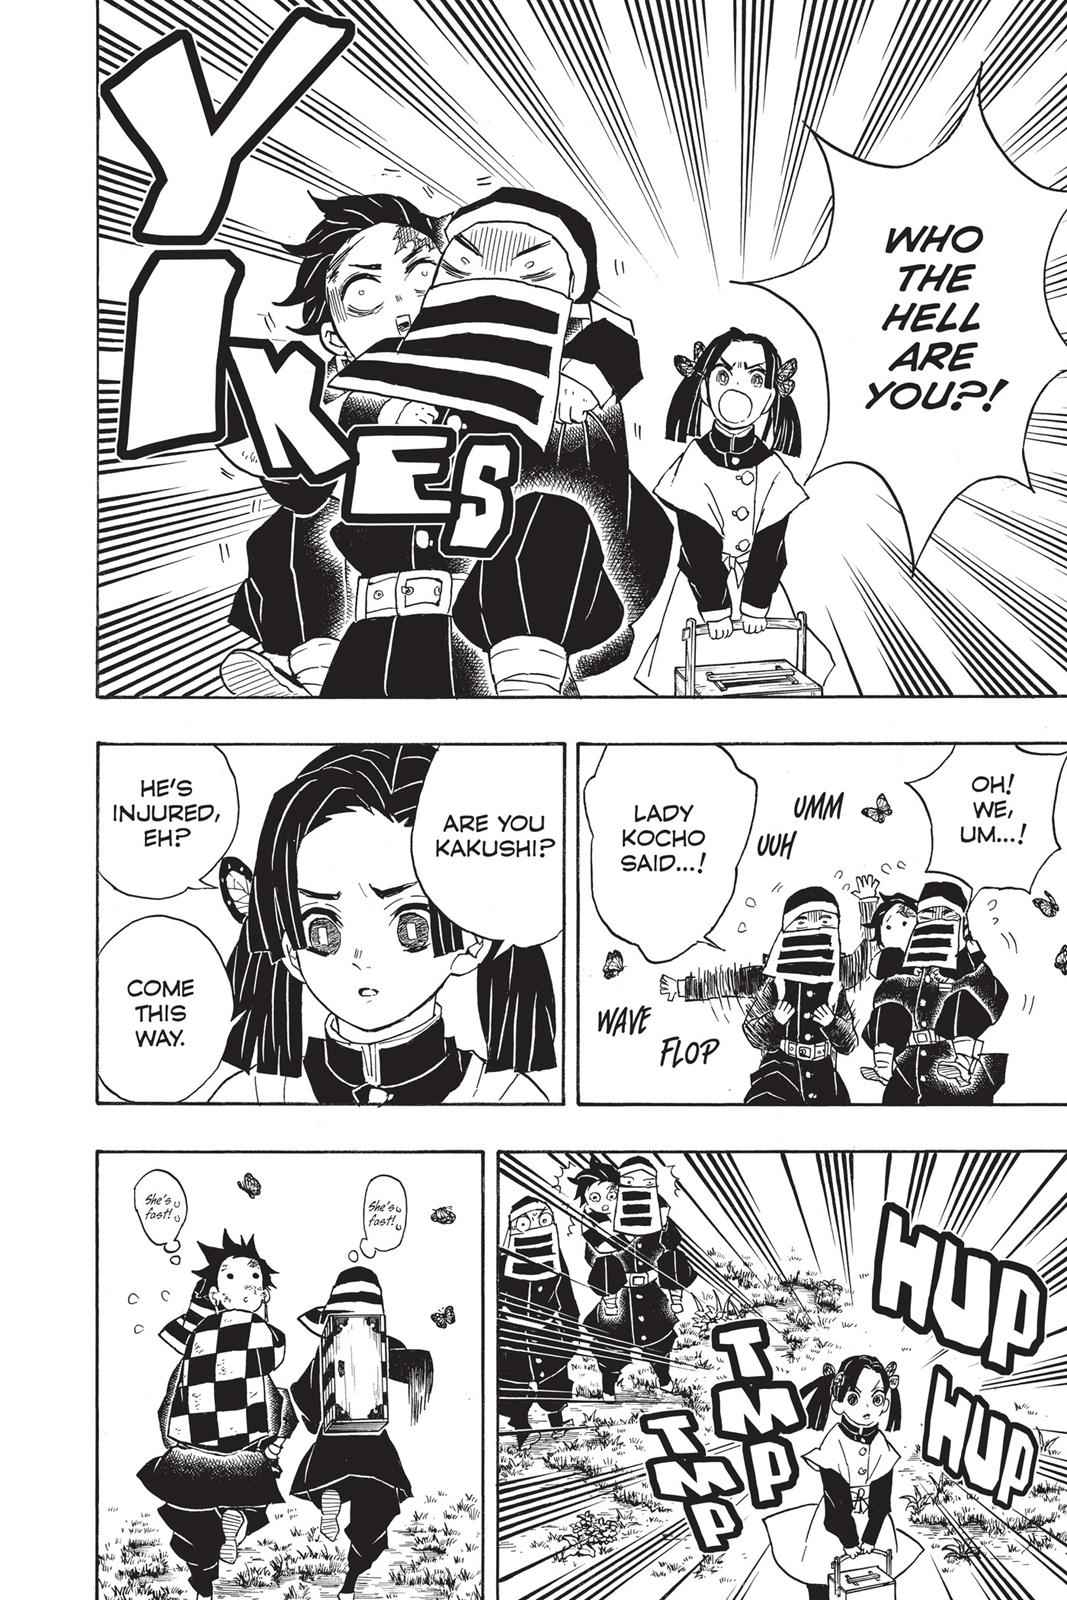 WHO
THE
HELL
ARE
YOU?!
YIKES
OH!
WE,
UM...!
UMM
UUH
LADY
KOCHO
SAID...!
WAVE
FLOP
ARE YOU
KAKUSHI?
HE'S
INJURED,
EH?
COME
THIS
WAY.
HUP
HUP
TMP
TMP
She's
fast!
She's
fast!